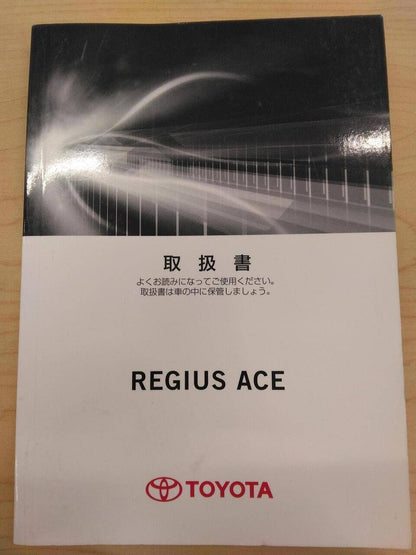 取扱書
よくお読みになってご使用ください。
取扱書は車の中に保管しましょう。
REGIUS ACE
TOYOTA